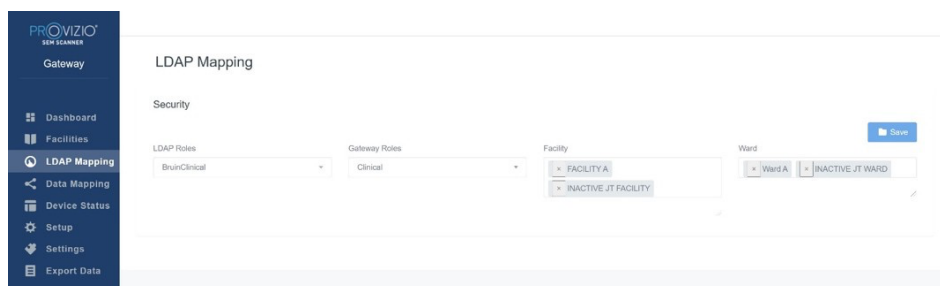 PROVIZIO®
SEM SCANNER
Gateway
Dashboard
Facilities
LDAP Mapping
Data Mapping
Device Status
Setup
Settings
Export Data
LDAP Mapping
Security
Save
LDAP Roles
BruinClinical
Gateway Roles
Clinical
Facility
× FACILITY A
× INACTIVE JT FACILITY
Ward
× Ward A × INACTIVE JT WARD